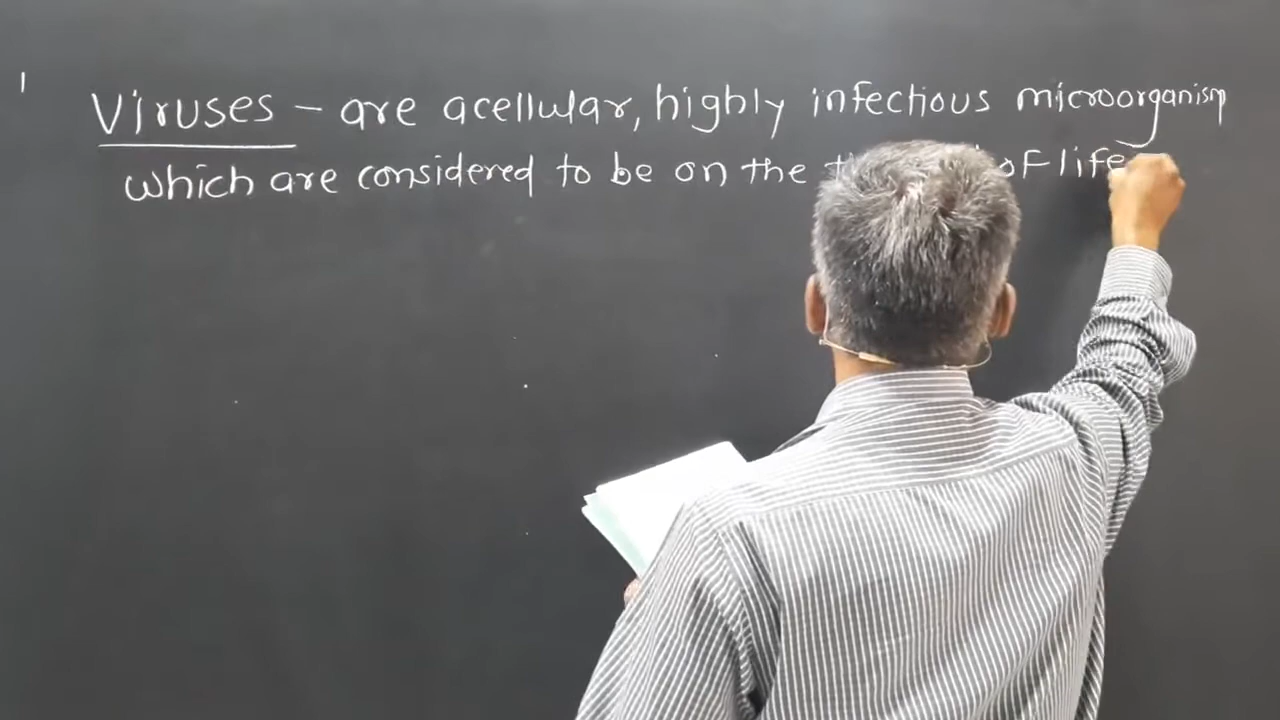 Viruses - are acellular, highly infectious microorganism
which are considered to be on the of life